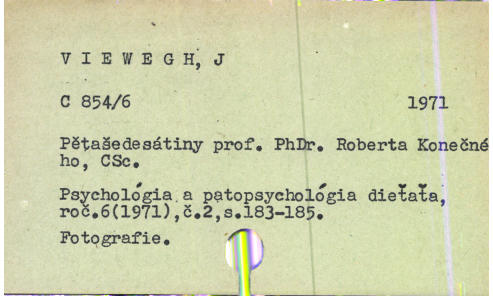 V I E W E G H, J
C 854/6 1971
Pětašedesátiny prof. PhDr. Roberta Konečné
ho, CSc.
Psychológia a patopsychológia dieťaťa,
roč.6(1971),č.2,s.183-185.
Fotografie.